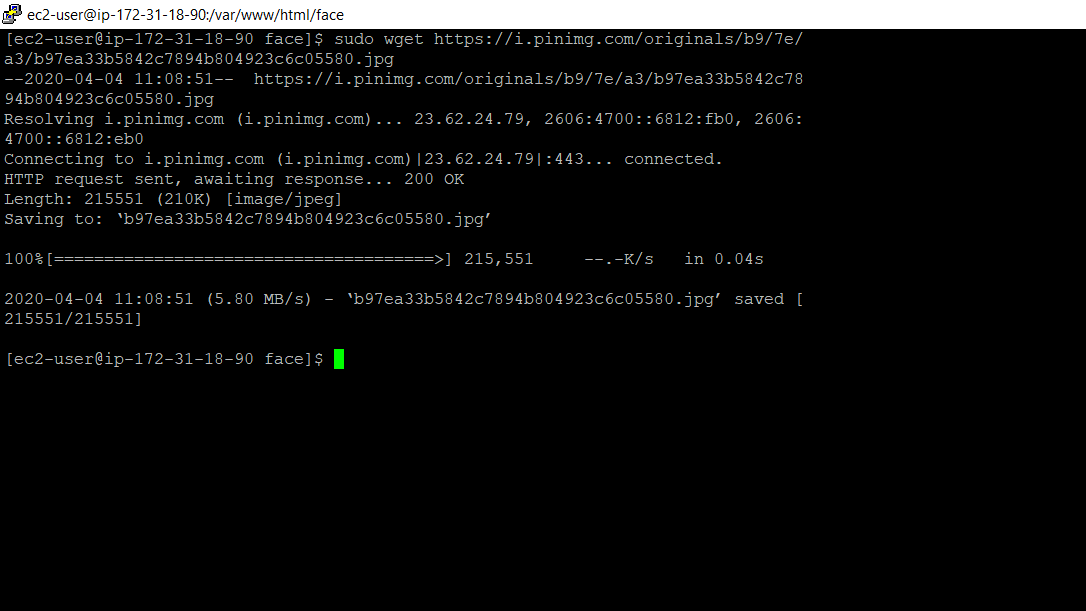 ec2-user@ip-172-31-18-90:/var/www/html/face
[ec2-user@ip-172-31-18-90 face]$ sudo wget https://i.pinimg.com/originals/b9/7e/
a3/b97ea33b5842c7894b804923c6c05580.jpg
--2020-04-04 11:08:51--  https://i.pinimg.com/originals/b9/7e/a3/b97ea33b5842c78
94b804923c6c05580.jpg
Resolving i.pinimg.com (i.pinimg.com)... 23.62.24.79, 2606:4700::6812:fb0, 2606:
4700::6812:eb0
Connecting to i.pinimg.com (i.pinimg.com)|23.62.24.79|:443... connected.
HTTP request sent, awaiting response... 200 OK
Length: 215551 (210K) [image/jpeg]
Saving to: ‘b97ea33b5842c7894b804923c6c05580.jpg’
100%[======================================>] 215,551     --.-K/s   in 0.04s
2020-04-04 11:08:51 (5.80 MB/s) - ‘b97ea33b5842c7894b804923c6c05580.jpg’ saved [
215551/215551]
[ec2-user@ip-172-31-18-90 face]$